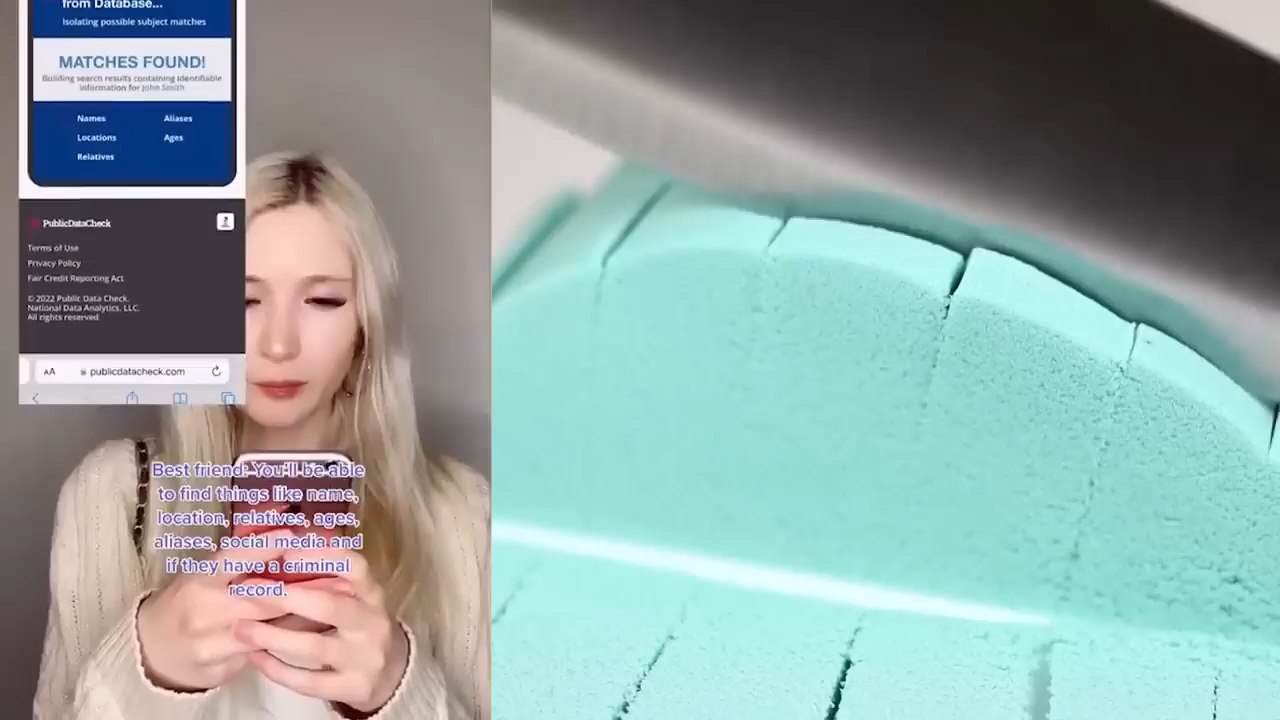 from Database...
Isolating possible subject matches
MATCHES FOUND!
Building search results containing identifiable
information for John Smith
Names
Aliases
Locations
Ages
Relatives
PublicDataCheck
Terms of Use
Privacy Policy
Fair Credit Reporting Act
© 2022 Public Data Check.
National Data Analytics, LLC.
All rights reserved
AA publicdatacheck.com
Best friend: You'll be able
to find things like name,
location, relatives, ages,
aliases, social media and
if they have a criminal
record.